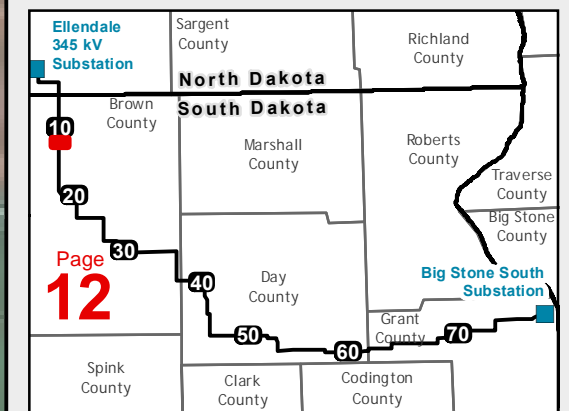 Ellendale
345 kV
Substation
Sargent
County
Richland
County
North Dakota
South Dakota
Brown
County
10
Marshall
County
Roberts
County
Traverse
County
20
Big Stone
County
30
Page
12
40
Day
County
Big Stone South
Substation
Grant
County
50
60
70
Spink
County
Clark
County
Codington
County